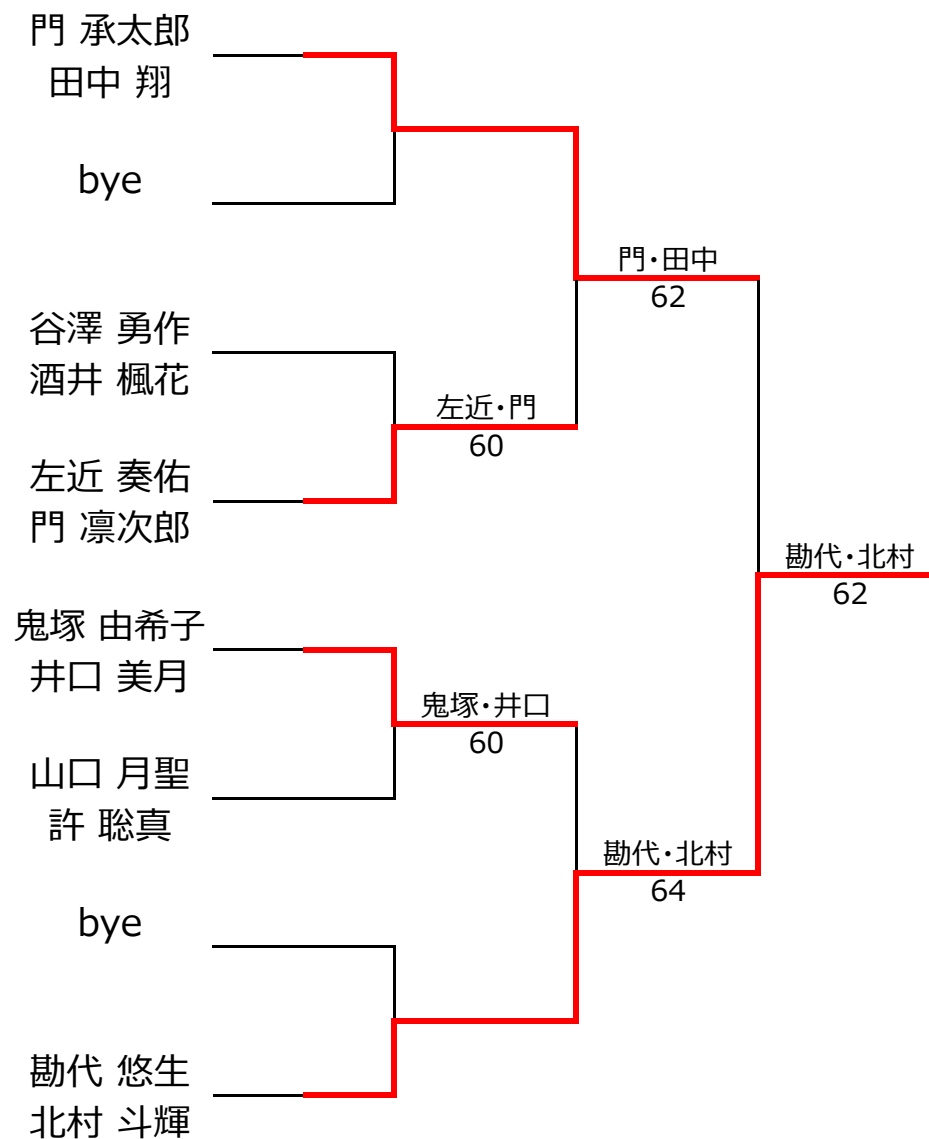 門 承太郎
田中 翔
bye
谷澤 勇作
酒井 楓花
左近 奏佑
門 凛次郎
鬼塚 由希子
井口 美月
山口 月聖
許 聡真
bye
勘代 悠生
北村 斗輝
左近・門
60
鬼塚・井口
60
門・田中
62
勘代・北村
64
勘代・北村
62